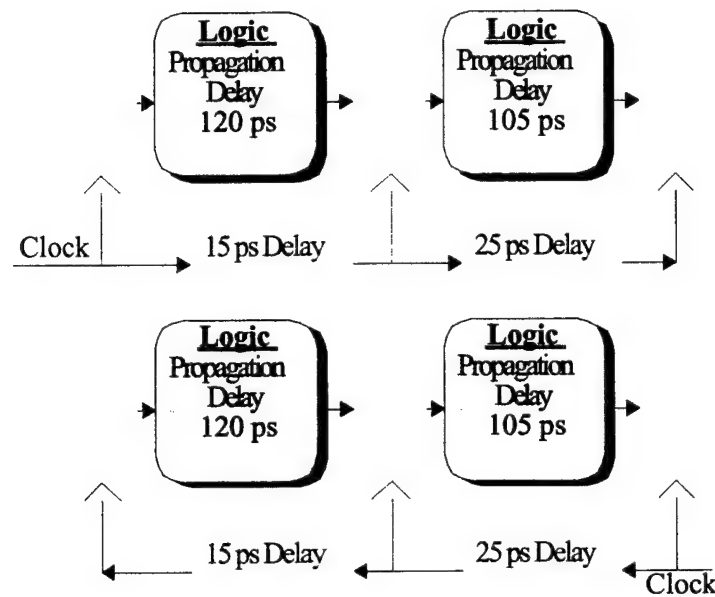 Logic
Propagation
Delay
120 ps
Logic
Propagation
Delay
105 ps
Clock
15 ps Delay
25 ps Delay
Logic
Propagation
Delay
120 ps
Logic
Propagation
Delay
105 ps
15 ps Delay
25 ps Delay
Clock